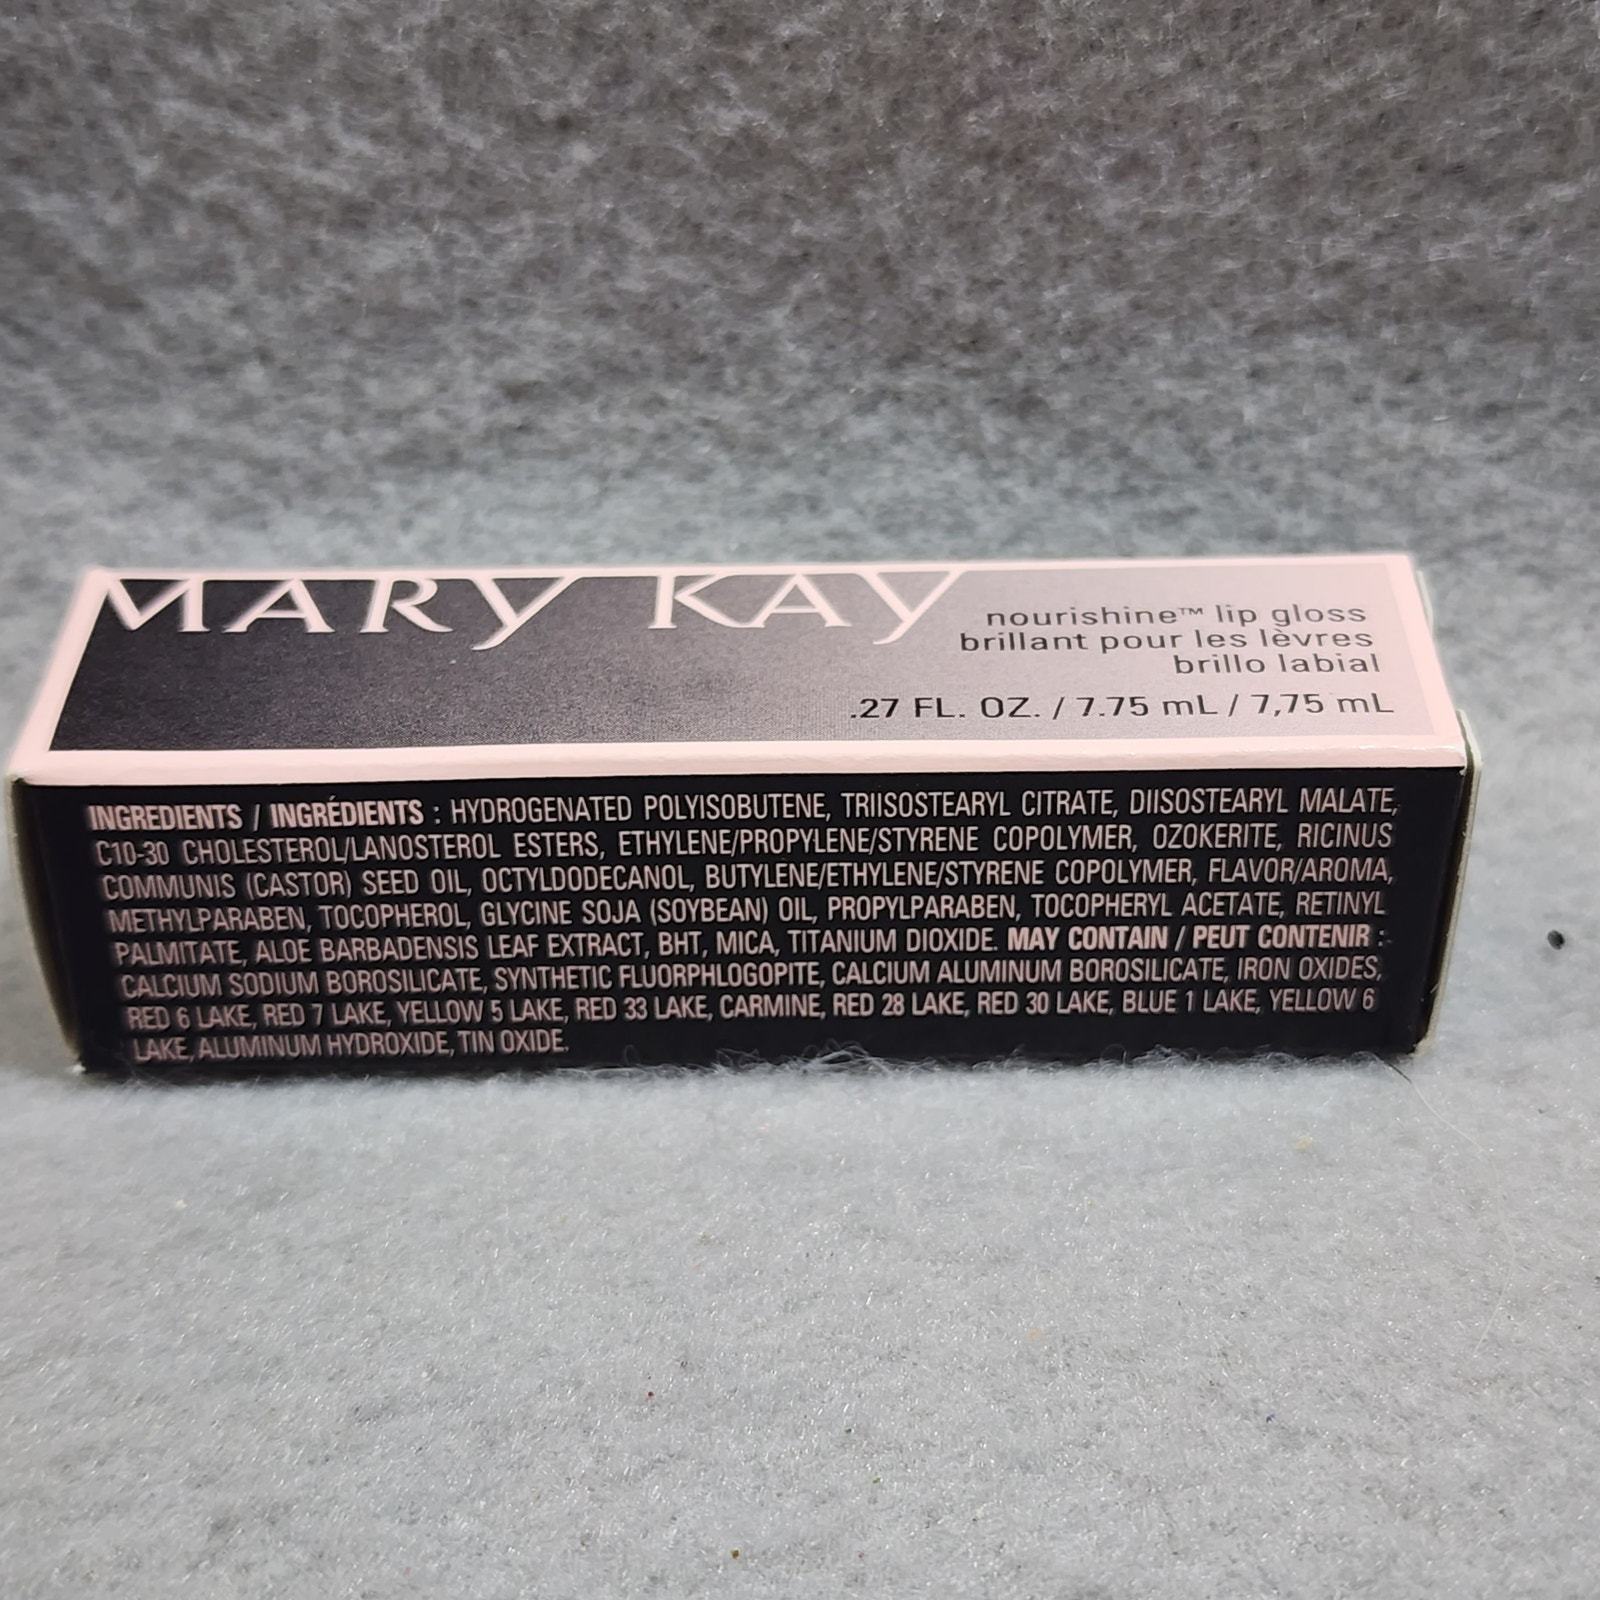 MARY KAY
nourishine™ lip gloss
brillant pour les lèvres
brillo labial
.27 FL. OZ. / 7.75 mL / 7,75 mL
INGREDIENTS / INGRÉDIENTS : HYDROGENATED POLYISOBUTENE, TRIISOSTEARYL CITRATE, DIISOSTEARYL MALATE,
C10-30 CHOLESTEROL/LANOSTEROL ESTERS, ETHYLENE/PROPYLENE/STYRENE COPOLYMER, OZOKERITE, RICINUS
COMMUNIS (CASTOR) SEED OIL, OCTYLDODECANOL, BUTYLENE/ETHYLENE/STYRENE COPOLYMER, FLAVOR/AROMA,
METHYLPARABEN, TOCOPHEROL, GLYCINE SOJA (SOYBEAN) OIL, PROPYLPARABEN, TOCOPHERYL ACETATE, RETINYL
PALMITATE, ALOE BARBADENSIS LEAF EXTRACT, BHT, MICA, TITANIUM DIOXIDE. MAY CONTAIN / PEUT CONTENIR :
CALCIUM SODIUM BOROSILICATE, SYNTHETIC FLUORPHLOGOPITE, CALCIUM ALUMINUM BOROSILICATE, IRON OXIDES,
RED 6 LAKE, RED 7 LAKE, YELLOW 5 LAKE, RED 33 LAKE, CARMINE, RED 28 LAKE, RED 30 LAKE, BLUE 1 LAKE, YELLOW 6
LAKE, ALUMINUM HYDROXIDE, TIN OXIDE.